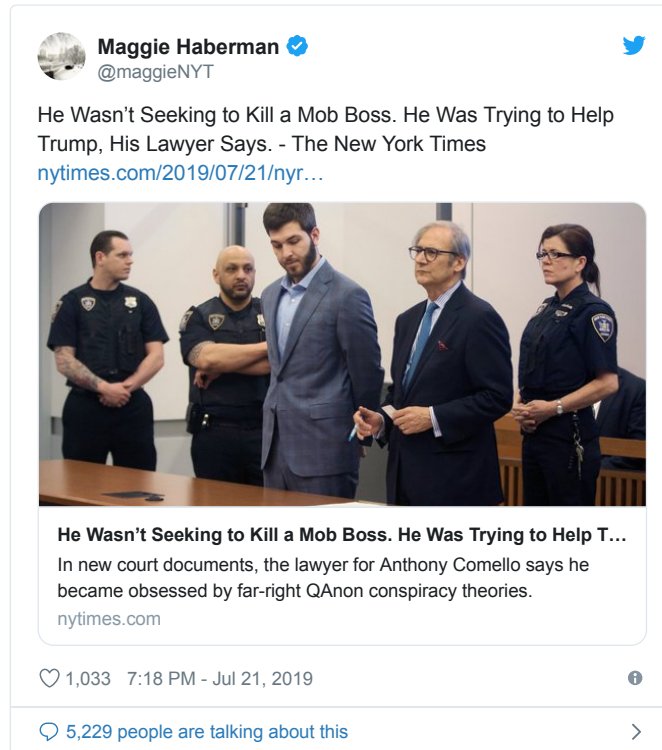 Maggie Haberman
@maggieNYT
He Wasn’t Seeking to Kill a Mob Boss. He Was Trying to Help
Trump, His Lawyer Says. - The New York Times
nytimes.com/2019/07/21/nyr…
He Wasn’t Seeking to Kill a Mob Boss. He Was Trying to Help T…
In new court documents, the lawyer for Anthony Comello says he
became obsessed by far-right QAnon conspiracy theories.
nytimes.com
1,033 7:18 PM - Jul 21, 2019
5,229 people are talking about this